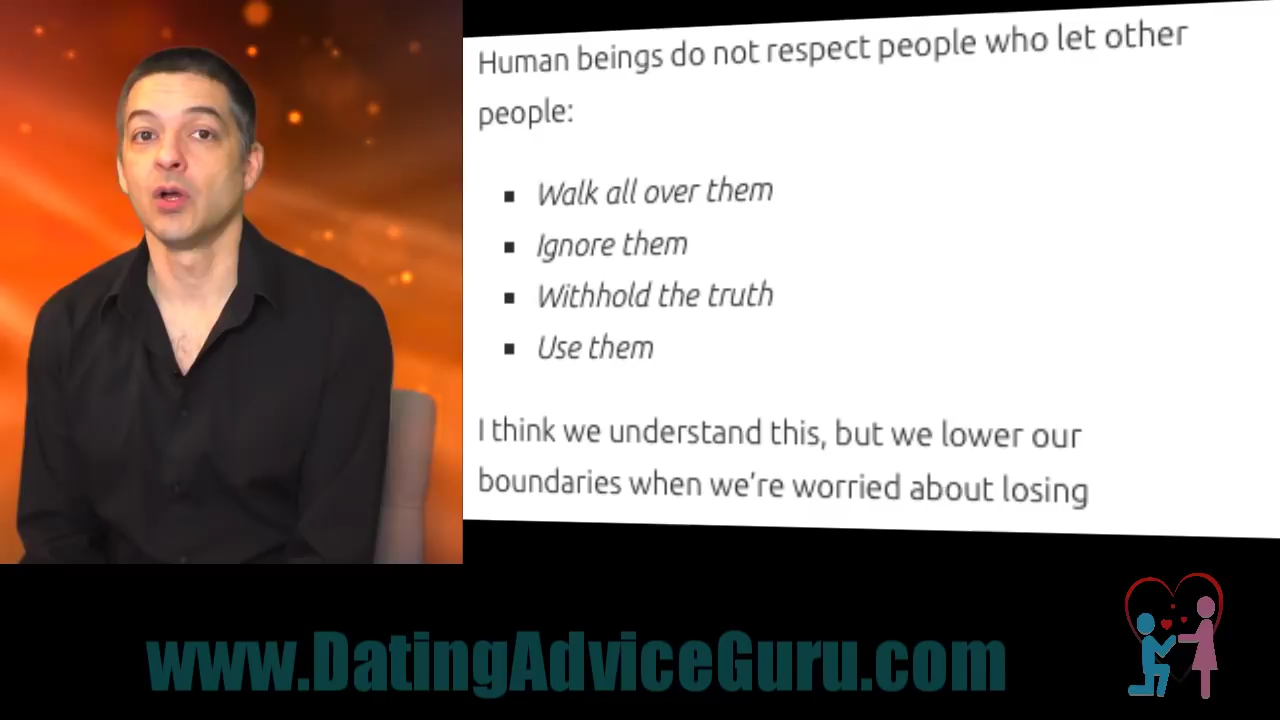 Human beings do not respect people who let other
people:
▪ Walk all over them
▪ Ignore them
▪ Withhold the truth
▪ Use them
I think we understand this, but we lower our
boundaries when we’re worried about losing
www.DatingAdviceGuru.com